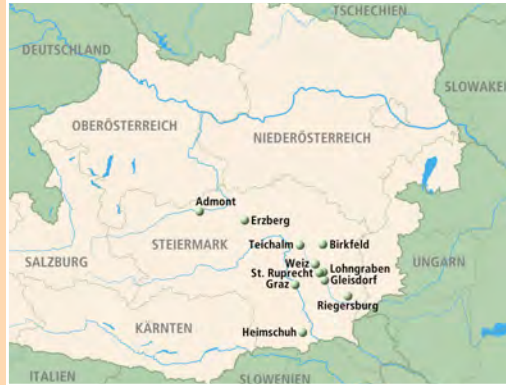 TSCHECHIEN
DEUTSCHLAND
SLOWAKEI
OBERÖSTERREICH
NIEDERÖSTERREICH
Admont
Erzberg
STEIERMARK
Teichalm
Birkfeld
SALZBURG
Weiz
Lohngraben
UNGARN
St. Ruprecht
Gleisdorf
Graz
Riegersburg
KÄRNTEN
Heimschuh
ITALIEN
SLOWENIEN